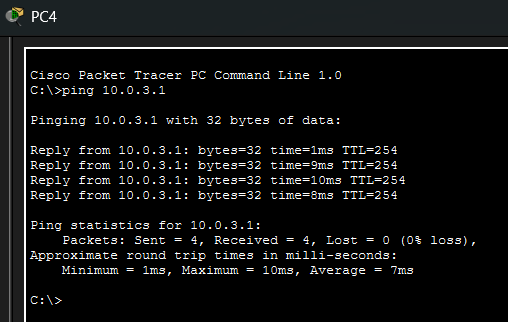 PC4
Cisco Packet Tracer PC Command Line 1.0
C:\>ping 10.0.3.1
Pinging 10.0.3.1 with 32 bytes of data:
Reply from 10.0.3.1: bytes=32 time=1ms TTL=254
Reply from 10.0.3.1: bytes=32 time=9ms TTL=254
Reply from 10.0.3.1: bytes=32 time=10ms TTL=254
Reply from 10.0.3.1: bytes=32 time=8ms TTL=254
Ping statistics for 10.0.3.1:
Packets: Sent = 4, Received = 4, Lost = 0 (0% loss),
Approximate round trip times in milli-seconds:
Minimum = 1ms, Maximum = 10ms, Average = 7ms
C:\>